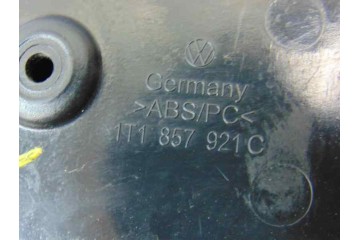 Germany
>ABS/PC<
1T1 857 921 C